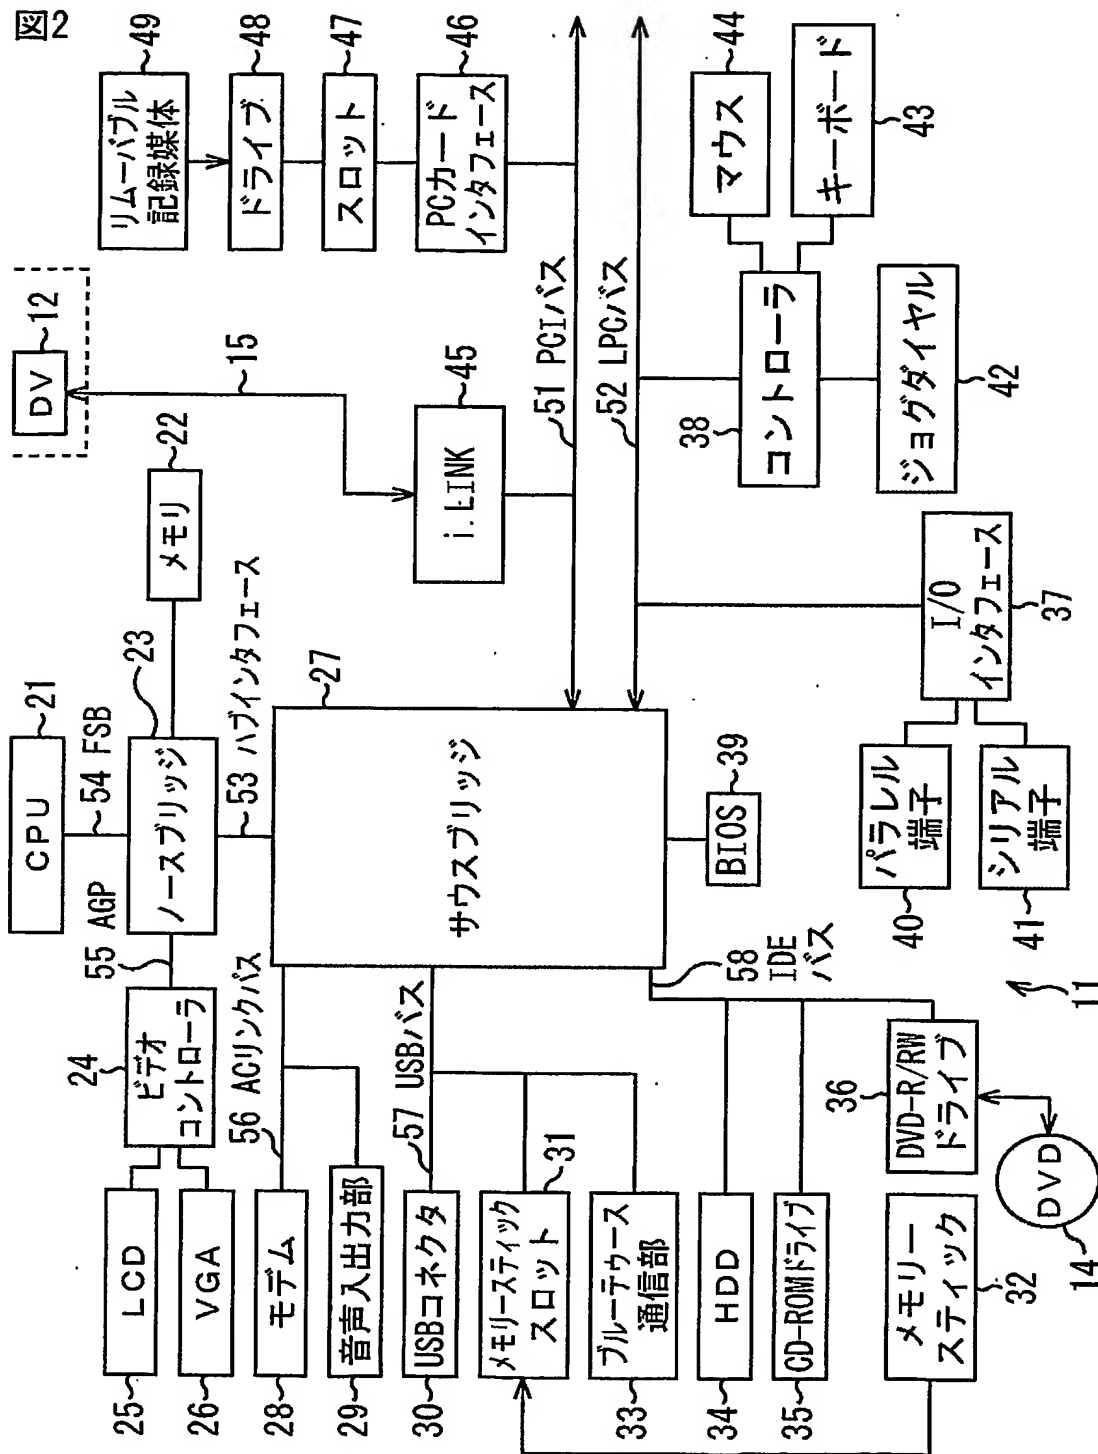 図2
CPU
21
54 FSB
ノースブリッジ
23
メモリ
22
55 AGP
ビデオ
コントローラ
24
LCD
25
VGA
26
53 ハブインタフェース
サウスブリッジ
27
56 ACリンクバス
モデム
28
音声入出力部
29
57 USBバス
USBコネクタ
30
メモリースティック
スロット
31
ブルーテゥース
通信部
33
58 IDE
バス
HDD
34
CD-ROMドライブ
35
DVD-R/RW
ドライブ
36
メモリー
スティック
32
DVD
14
BIOS
39
11
DV
12
15
i.LINK
45
リムーバブル
記録媒体
49
ドライブ
48
スロット
47
PCカード
インタフェース
46
51 PCIバス
52 LPCバス
コントローラ
38
マウス
44
キーボード
43
ジョグダイヤル
42
I/O
インタフェース
37
パラレル
端子
40
シリアル
端子
41